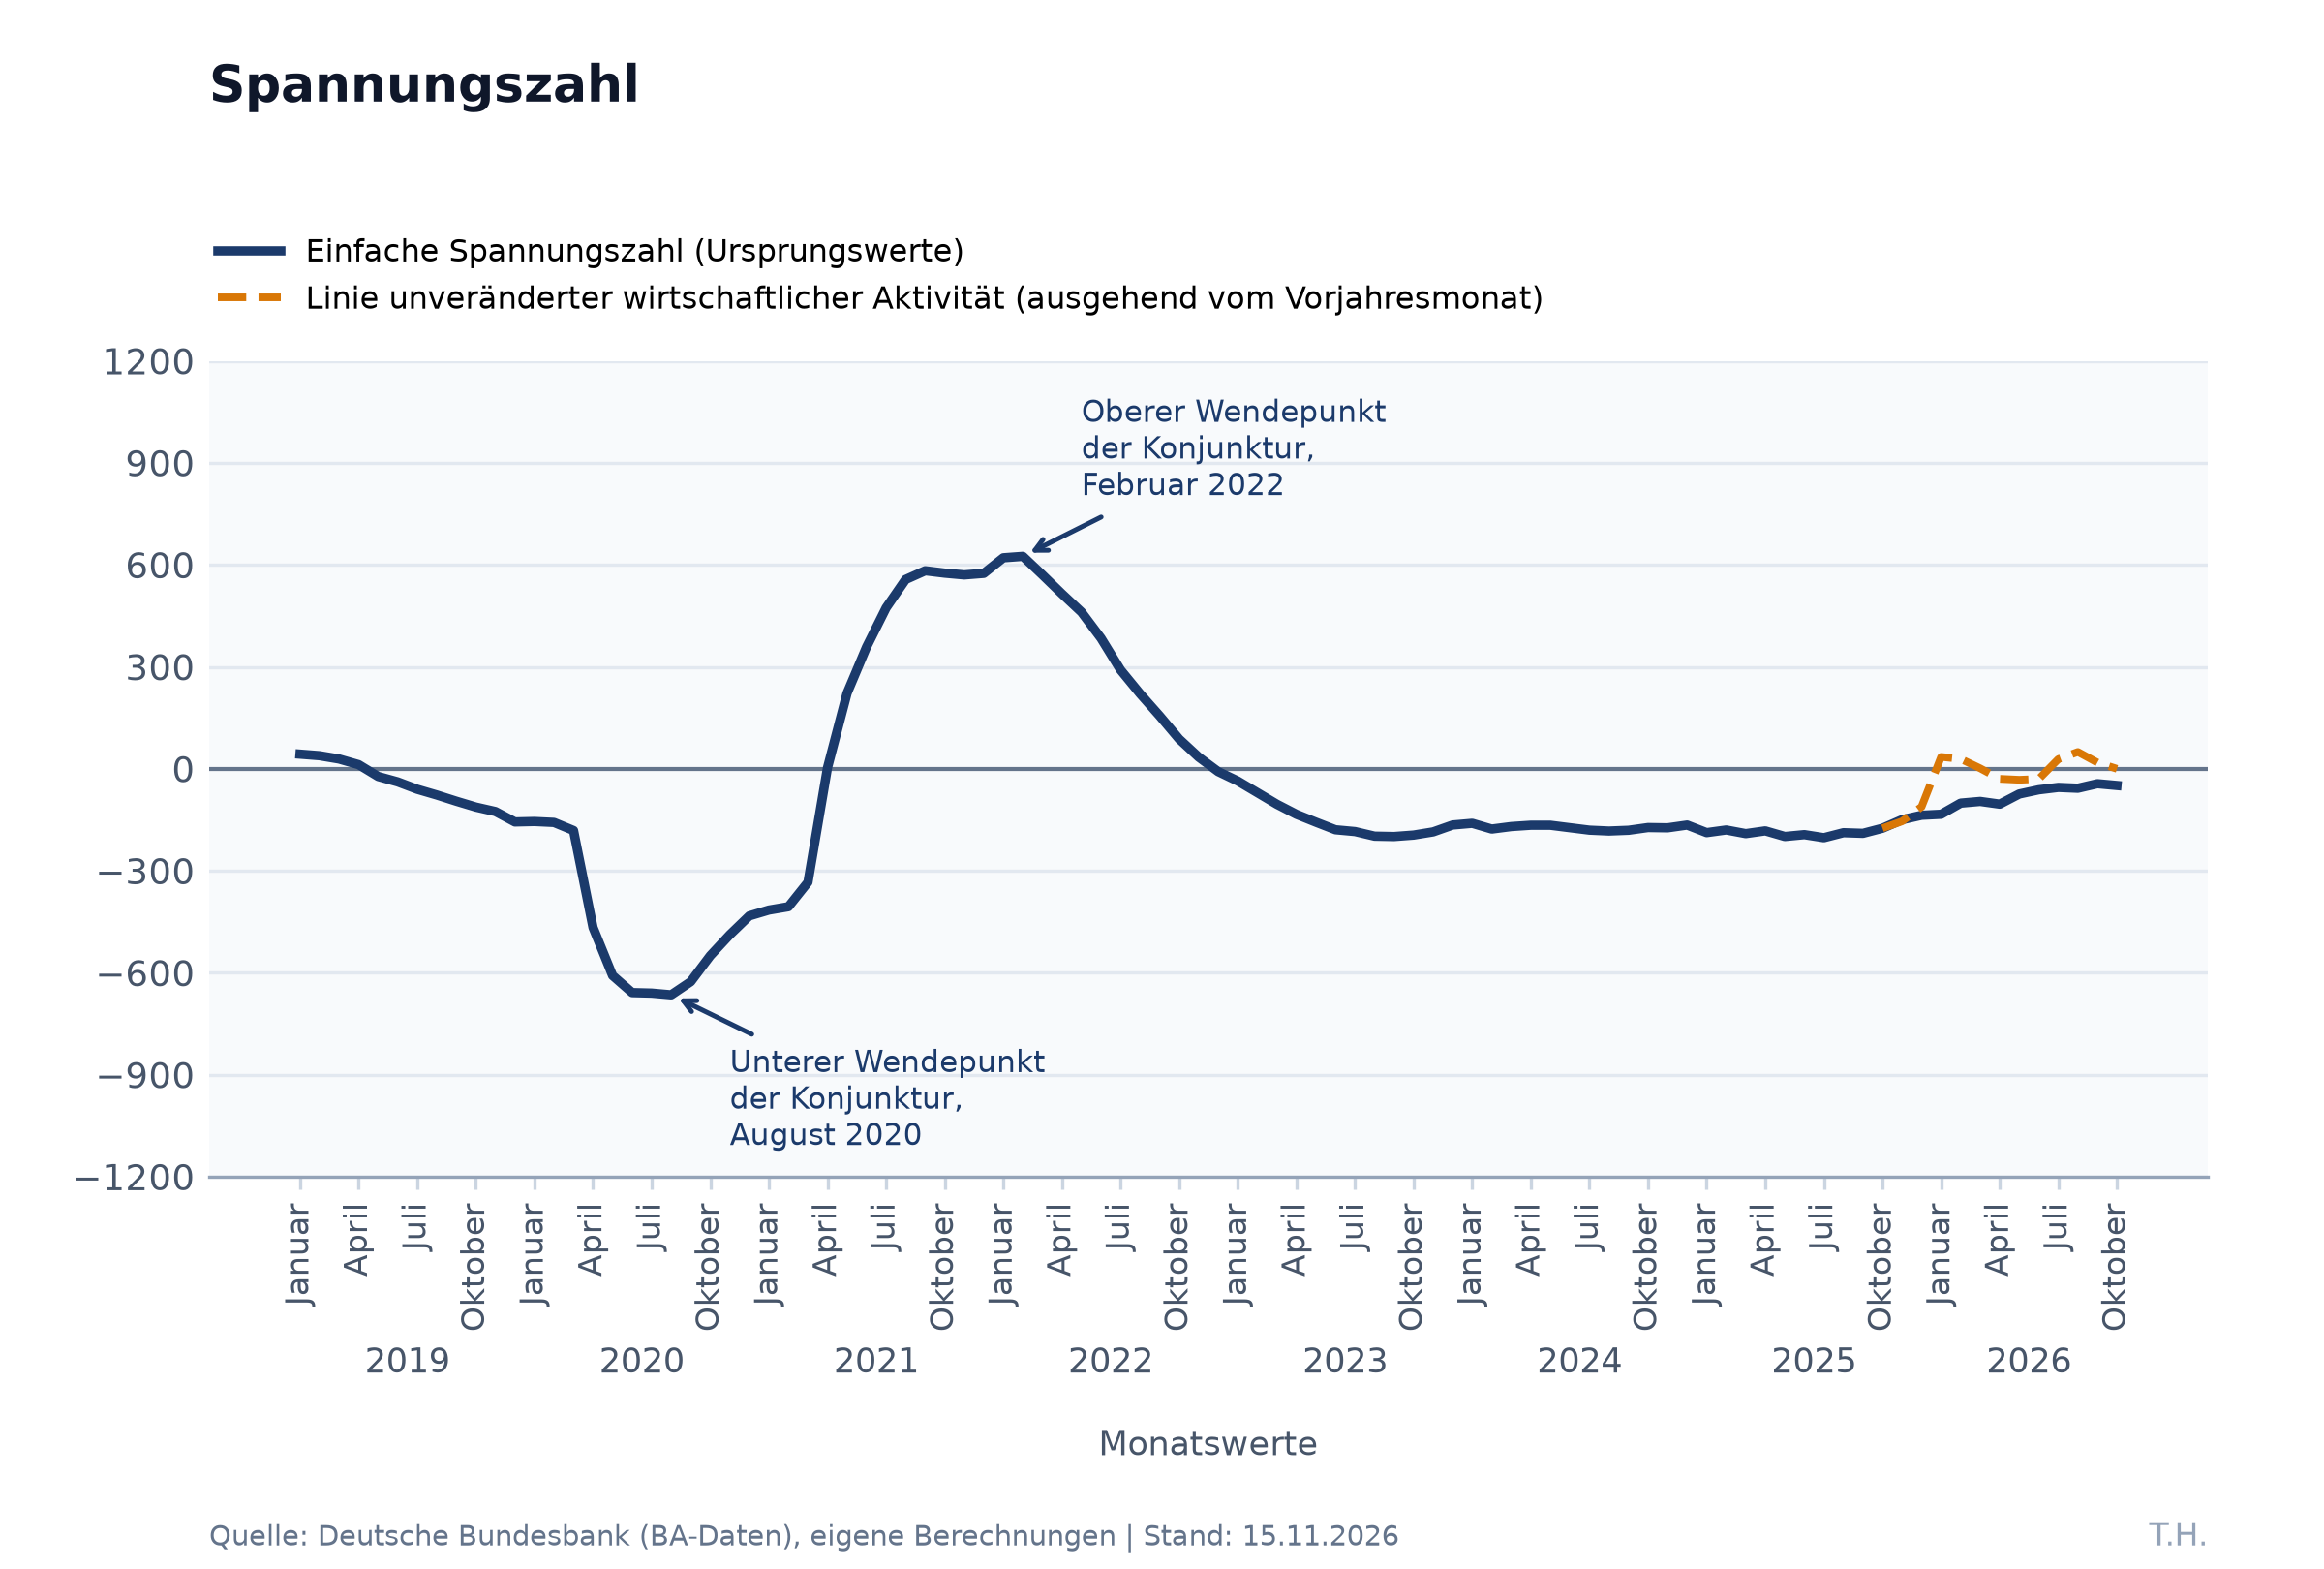 Spannungszahl
Einfache Spannungszahl (Ursprungswerte)
Linie unveränderter wirtschaftlicher Aktivität (ausgehend vom Vorjahresmonat)
1200
900
600
300
0
−300
−600
−900
−1200
Oberer Wendepunkt
der Konjunktur,
Februar 2022
Unterer Wendepunkt
der Konjunktur,
August 2020
Januar
April
Juli
Oktober
Januar
April
Juli
Oktober
Januar
April
Juli
Oktober
Januar
April
Juli
Oktober
Januar
April
Juli
Oktober
Januar
April
Juli
Oktober
Januar
April
Juli
Oktober
Januar
April
Juli
Oktober
2019 2020 2021 2022 2023 2024 2025 2026
Monatswerte
Quelle: Deutsche Bundesbank (BA-Daten), eigene Berechnungen | Stand: 15.11.2026
T.H.